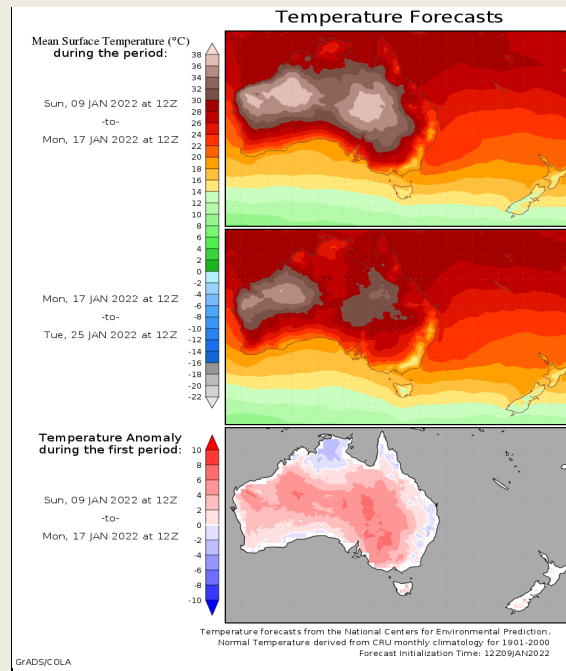 Temperature Forecasts
Mean Surface Temperature (°C)
during the period:
Sun, 09 JAN 2022 at 12Z
-to-
Mon, 17 JAN 2022 at 12Z
38
36
34
32
30
28
26
24
22
20
18
16
14
12
10
8
6
4
2
0
-2
-4
-6
-8
-10
-12
-14
-16
-18
-20
-22
Mon, 17 JAN 2022 at 12Z
-to-
Tue, 25 JAN 2022 at 12Z
Temperature Anomaly
during the first period:
Sun, 09 JAN 2022 at 12Z
-to-
Mon, 17 JAN 2022 at 12Z
10
8
6
4
2
0
-2
-4
-6
-8
-10
Temperature forecasts from the National Centers for Environmental Prediction.
Normal Temperature derived from CRU monthly climatology for 1901-2000
Forecast Initialization Time: 12Z09JAN2022
GrADS/COLA